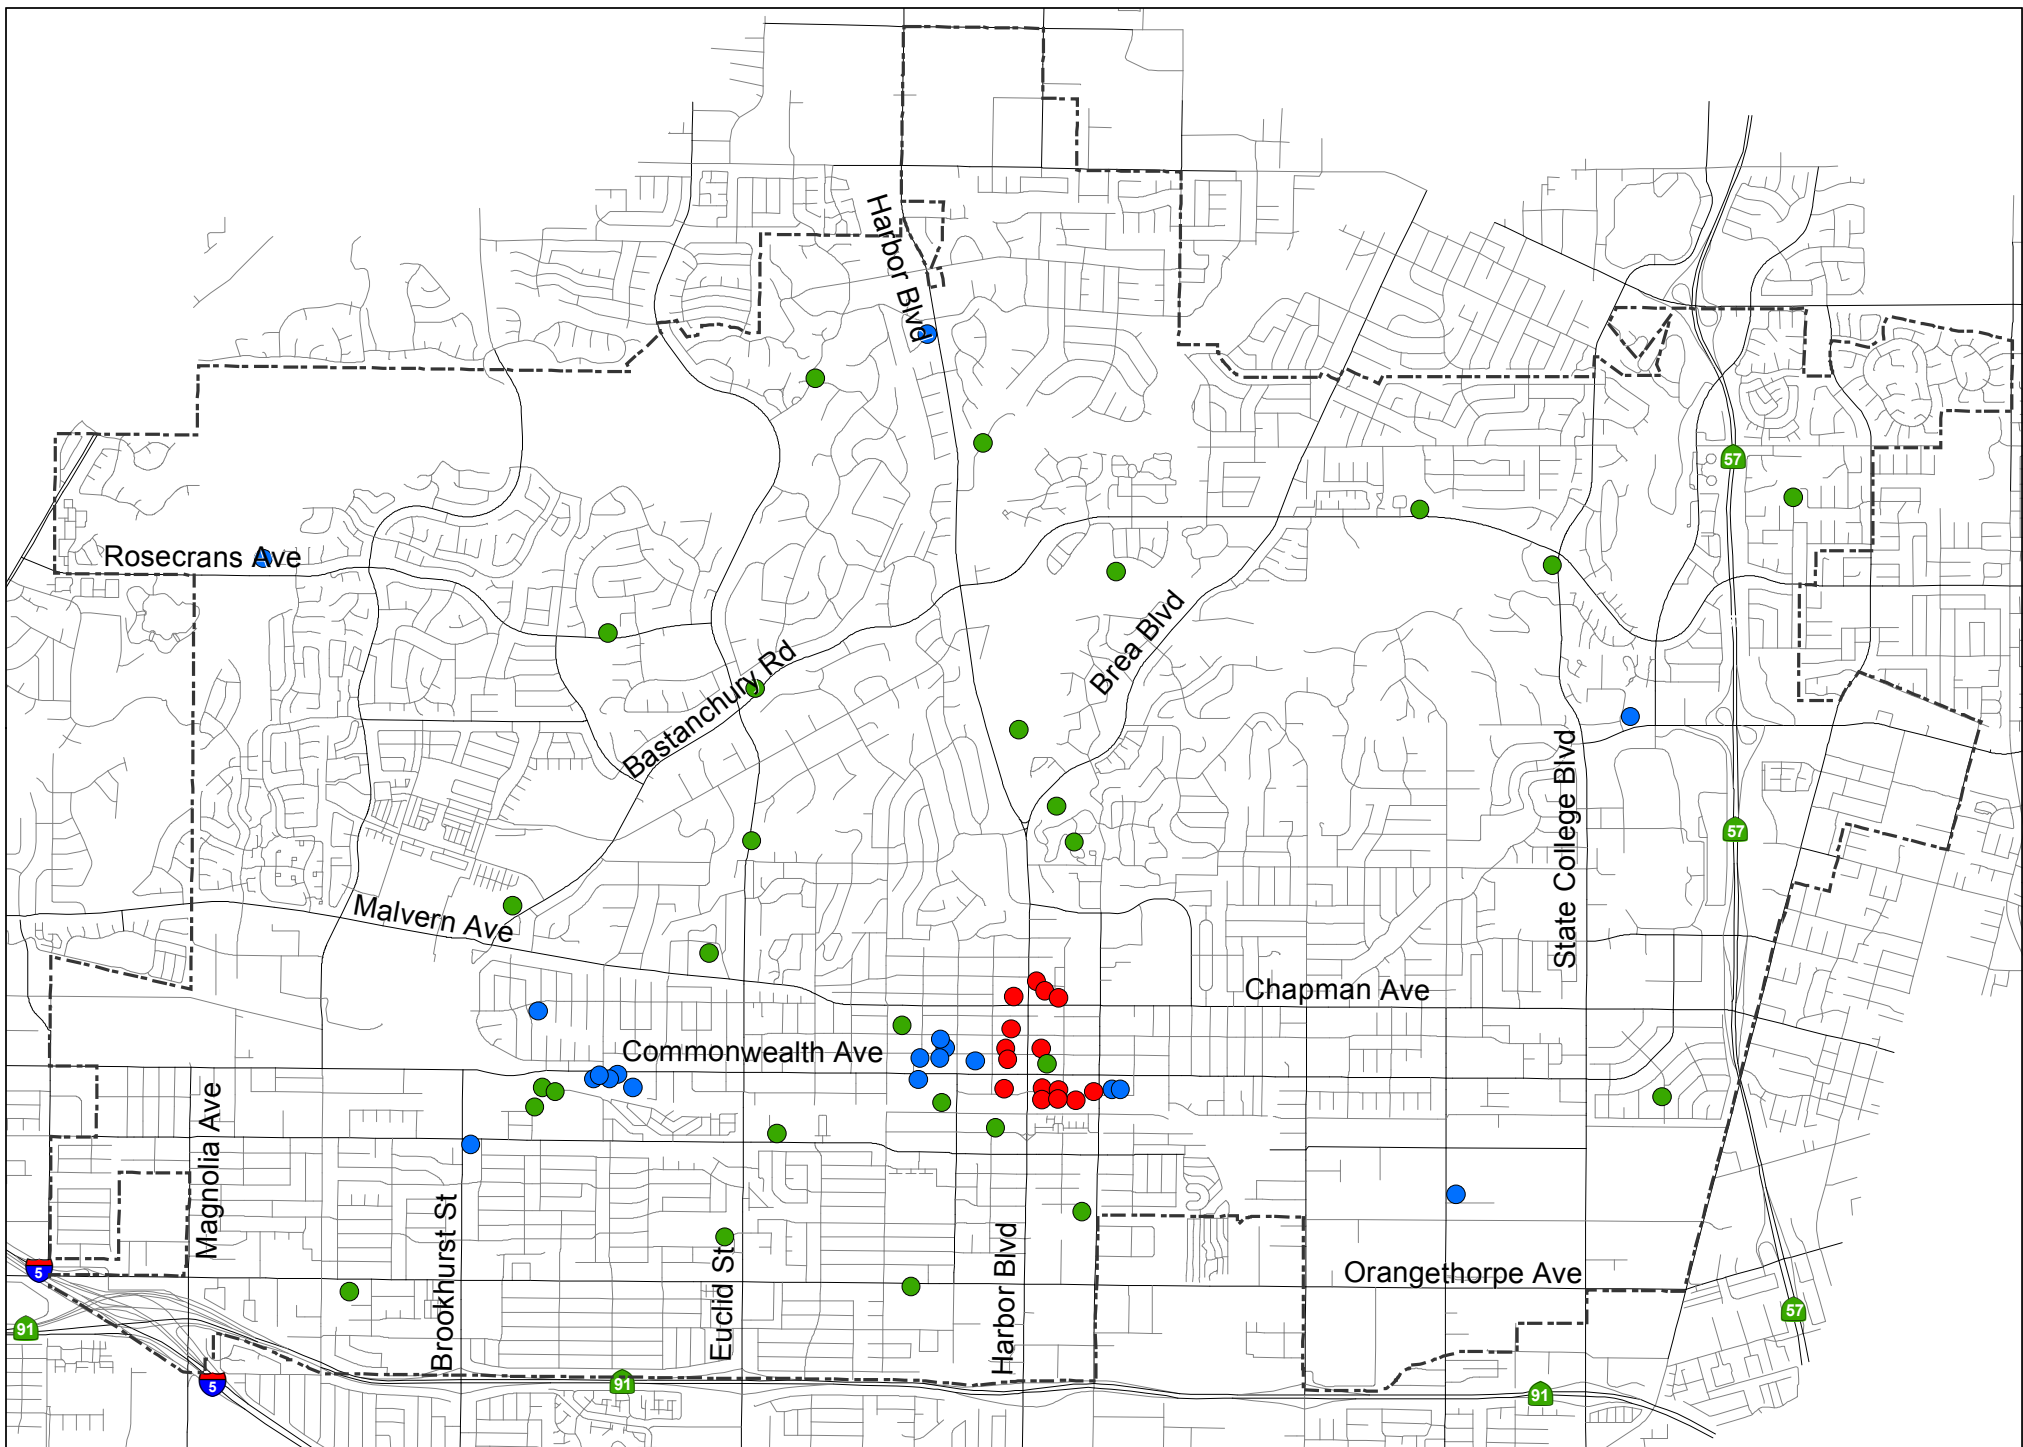 Harbor Blvd
57
Rosecrans Ave
Brea Blvd
Bastanchury Rd
State College Blvd
57
Malvern Ave
Chapman Ave
Commonwealth Ave
Magnolia Ave
Brookhurst St
Euclid St
Harbor Blvd
Orangethorpe Ave
5
57
91
5
91
91